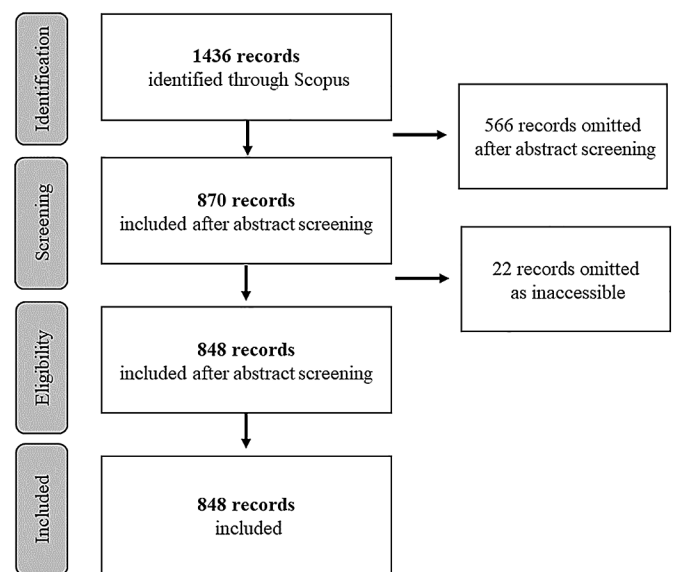 Identification
1436 records
identified through Scopus
566 records omitted
after abstract screening
Screening
870 records
included after abstract screening
22 records omitted
as inaccessible
Eligibility
848 records
included after abstract screening
Included
848 records
included